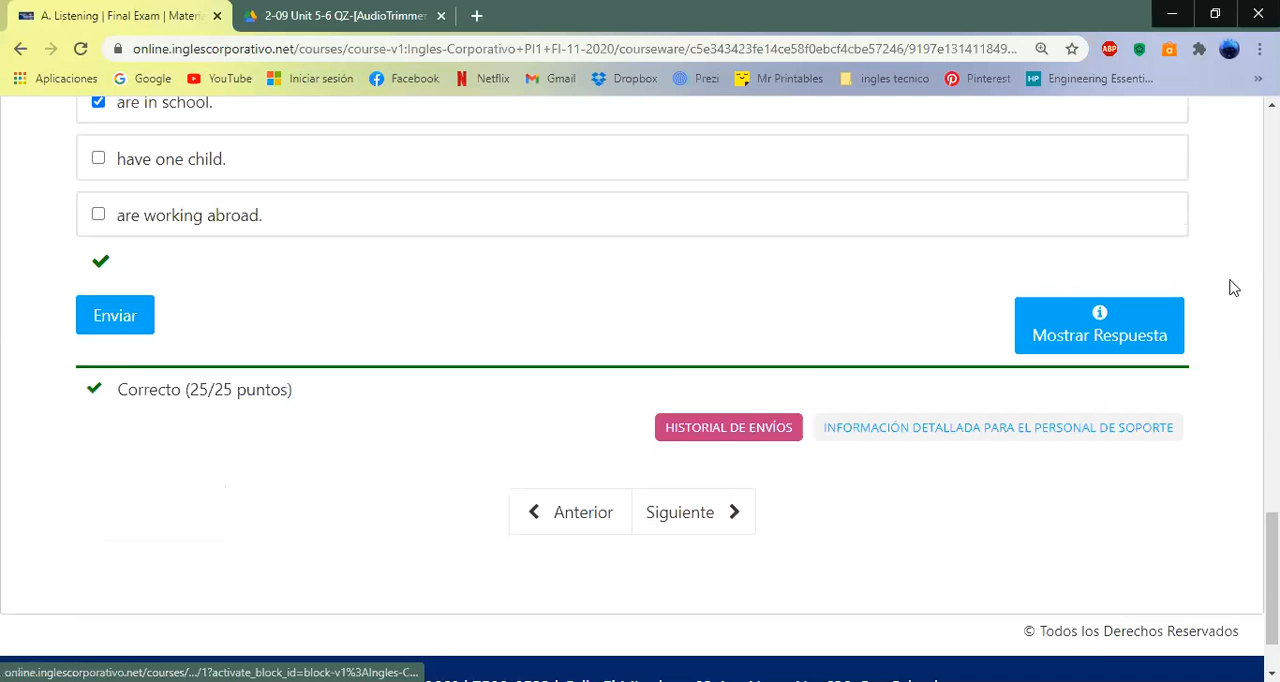 A. Listening | Final Exam | Materi
2-09 Unit 5-6 QZ-[AudioTrimmer
online.inglescorporativo.net/courses/course-v1:Ingles-Corporativo+PI1+FI-11-2020/courseware/c5e343423fe14ce58f0ebcf4cbe57246/9197e131411849...
ABP
Aplicaciones Google YouTube Iniciar sesión Facebook Netflix Gmail Dropbox Prezi Mr Printables ingles tecnico Pinterest HP Engineering Essenti... »
are in school.
have one child.
are working abroad.
Enviar
Mostrar Respuesta
Correcto (25/25 puntos)
HISTORIAL DE ENVÍOS INFORMACIÓN DETALLADA PARA EL PERSONAL DE SOPORTE
Anterior Siguiente
© Todos los Derechos Reservados
online.inglescorporativo.net/courses/.../1?activate_block_id=block-v1%3AIngles-C...